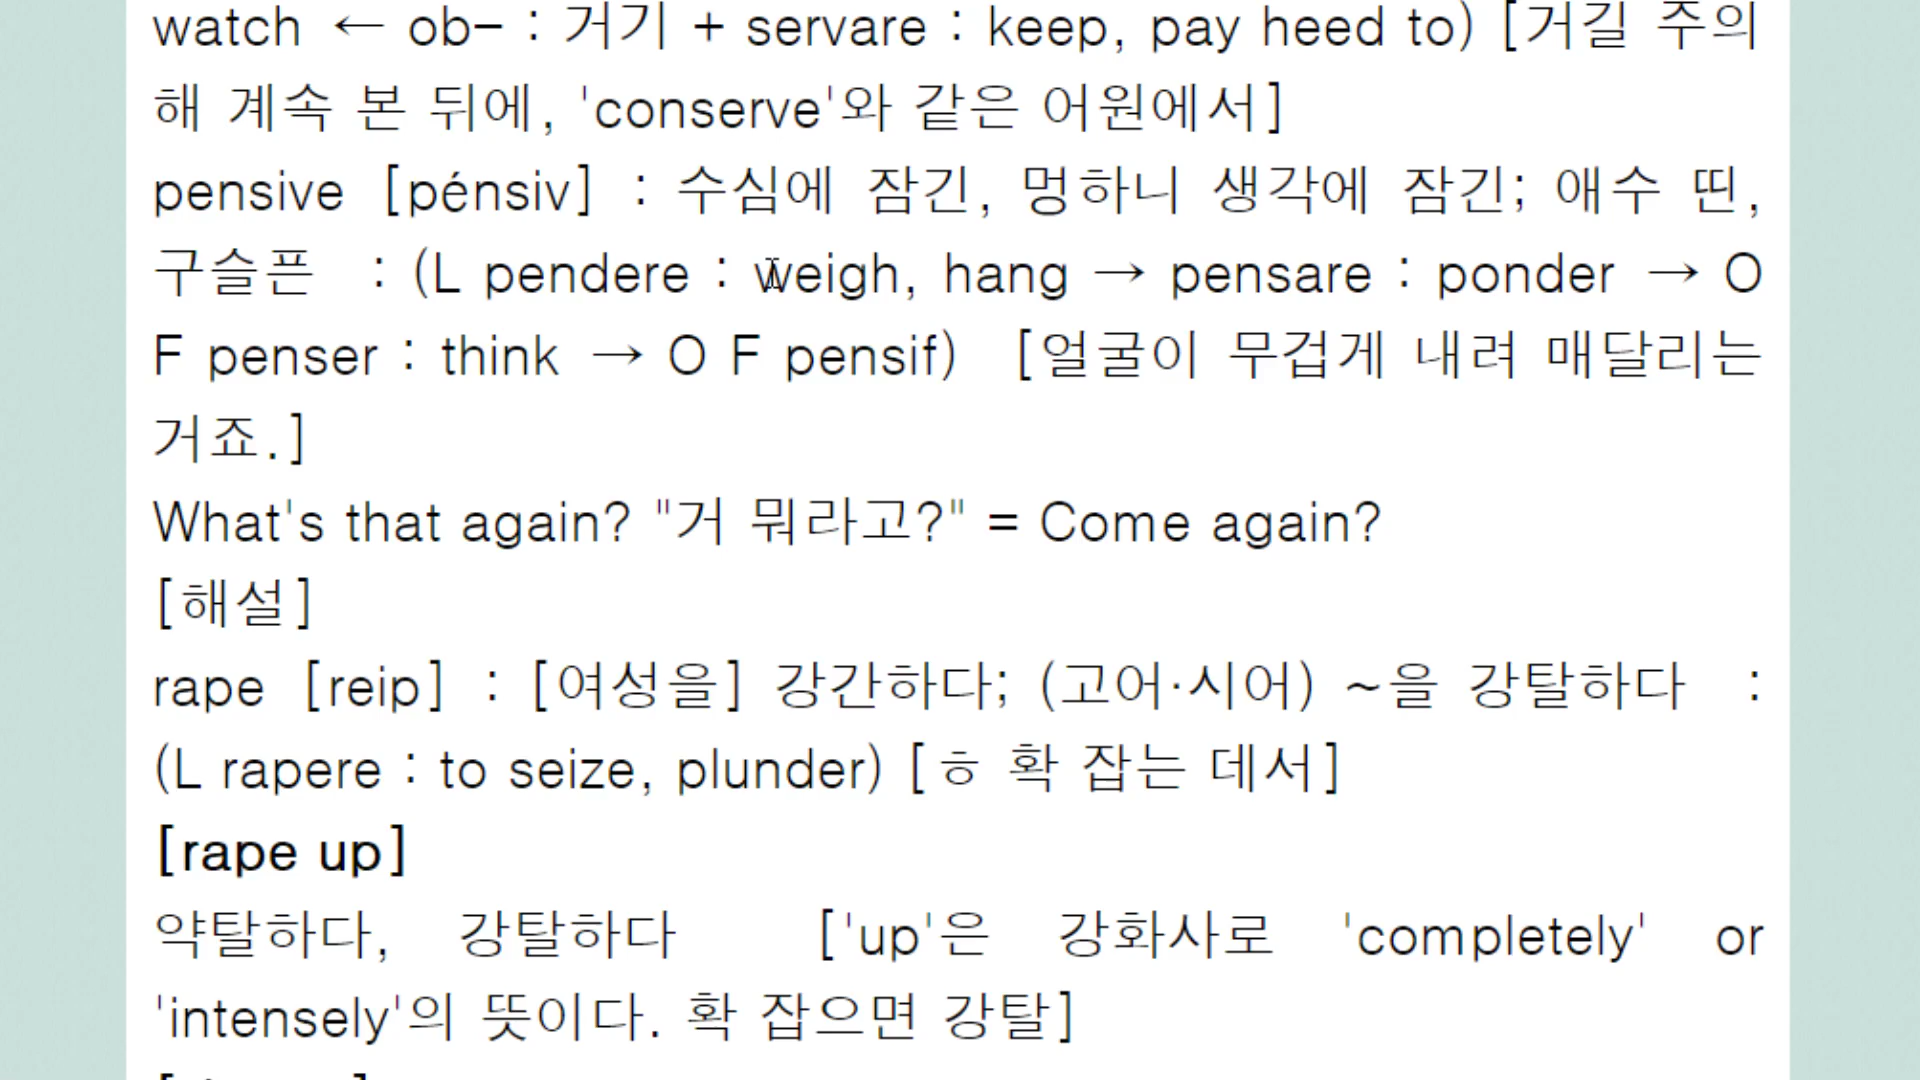 watch ← ob- : 거기 + servare : keep, pay heed to) [거길 주의
해 계속 본 뒤에, 'conserve'와 같은 어원에서]
pensive [pénsiv] : 수심에 잠긴, 멍하니 생각에 잠긴; 애수 띤,
구슬픈 : (L pendere : weigh, hang → pensare : ponder → O
F penser : think → O F pensif) [얼굴이 무겁게 내려 매달리는
거죠.]
What's that again? "거 뭐라고?" = Come again?
[해설]
rape [reip] : [여성을] 강간하다; (고어·시어) ~을 강탈하다 :
(L rapere : to seize, plunder) [ㅎ 확 잡는 데서]
[rape up]
약탈하다, 강탈하다 ['up'은 강화사로 'completely' or
'intensely'의 뜻이다. 확 잡으면 강탈]